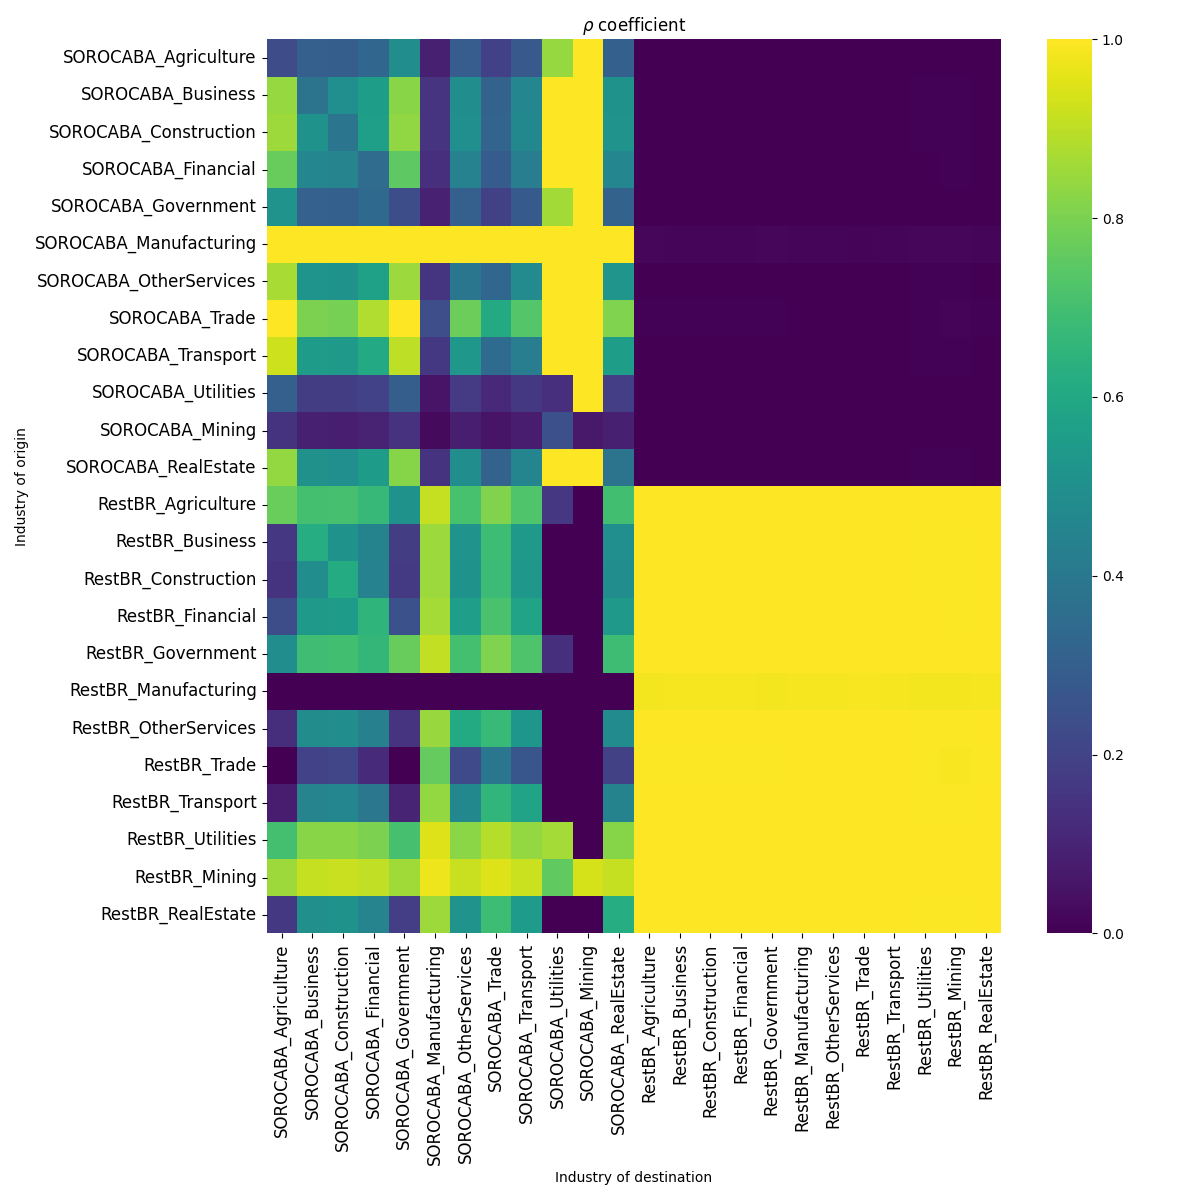 ρ coefficient
SOROCABA_Agriculture
SOROCABA_Business
SOROCABA_Construction
SOROCABA_Financial
SOROCABA_Government
SOROCABA_Manufacturing
SOROCABA_OtherServices
SOROCABA_Trade
SOROCABA_Transport
SOROCABA_Utilities
SOROCABA_Mining
SOROCABA_RealEstate
RestBR_Agriculture
RestBR_Business
RestBR_Construction
RestBR_Financial
RestBR_Government
RestBR_Manufacturing
RestBR_OtherServices
RestBR_Trade
RestBR_Transport
RestBR_Utilities
RestBR_Mining
RestBR_RealEstate
Industry of origin
SOROCABA_Agriculture
SOROCABA_Business
SOROCABA_Construction
SOROCABA_Financial
SOROCABA_Government
SOROCABA_Manufacturing
SOROCABA_OtherServices
SOROCABA_Trade
SOROCABA_Transport
SOROCABA_Utilities
SOROCABA_Mining
SOROCABA_RealEstate
RestBR_Agriculture
RestBR_Business
RestBR_Construction
RestBR_Financial
RestBR_Government
RestBR_Manufacturing
RestBR_OtherServices
RestBR_Trade
RestBR_Transport
RestBR_Utilities
RestBR_Mining
RestBR_RealEstate
Industry of destination
1.0
0.8
0.6
0.4
0.2
0.0